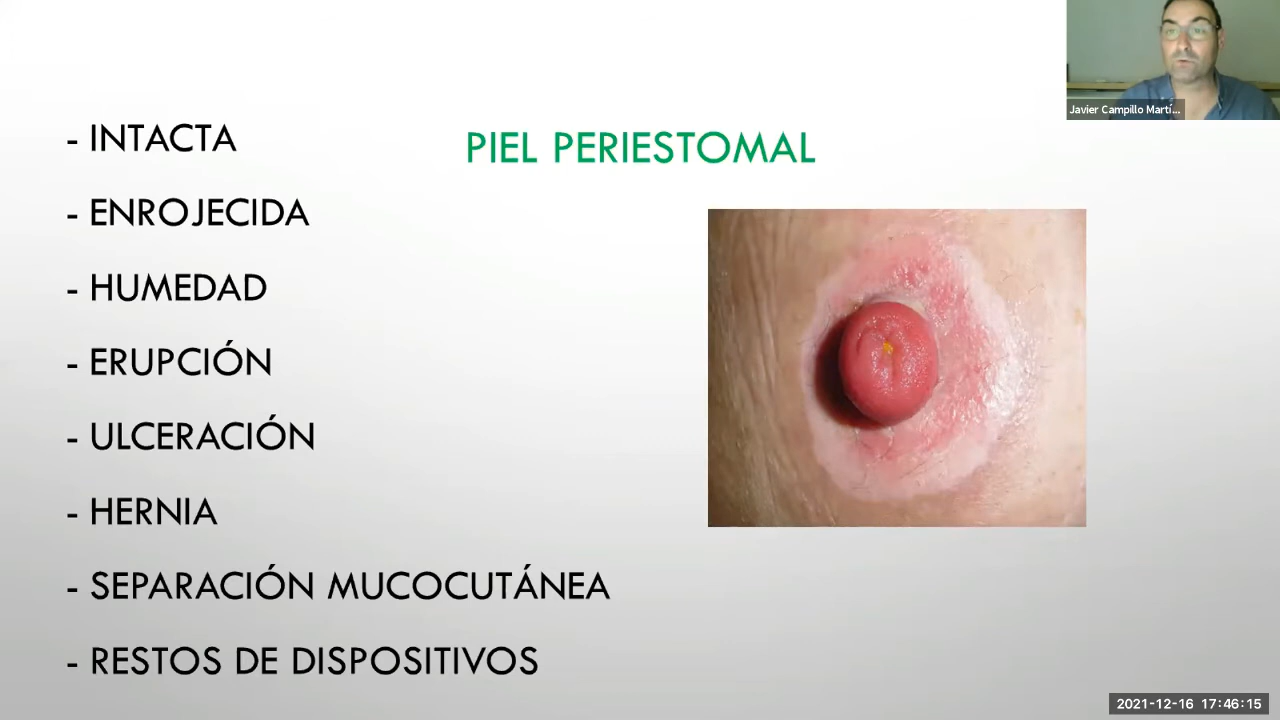 Javier Campillo Martí...
PIEL PERIESTOMAL
- INTACTA
- ENROJECIDA
- HUMEDAD
- ERUPCIÓN
- ULCERACIÓN
- HERNIA
- SEPARACIÓN MUCOCUTÁNEA
- RESTOS DE DISPOSITIVOS
2021-12-16 17:46:15